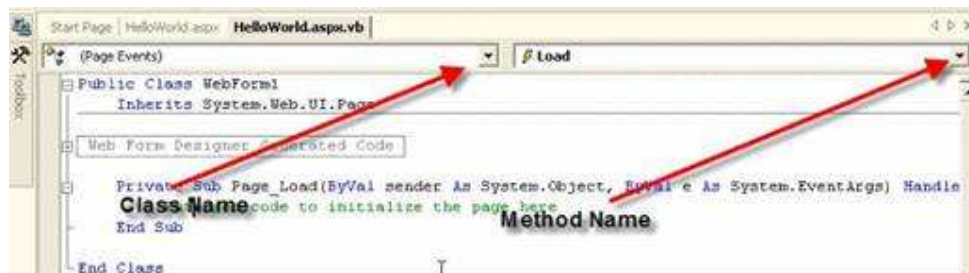 Start Page | HelloWorld.aspx HelloWorld.aspx.vb
(Page Events) Load
Toolbox
Public Class WebForm1
Inherits System.Web.UI.Page
Web Form Designer Generated Code
Private Sub Page_Load(ByVal sender As System.Object, ByVal e As System.EventArgs) Handle
Class Name code to initialize the page here
Method Name
End Sub
End Class